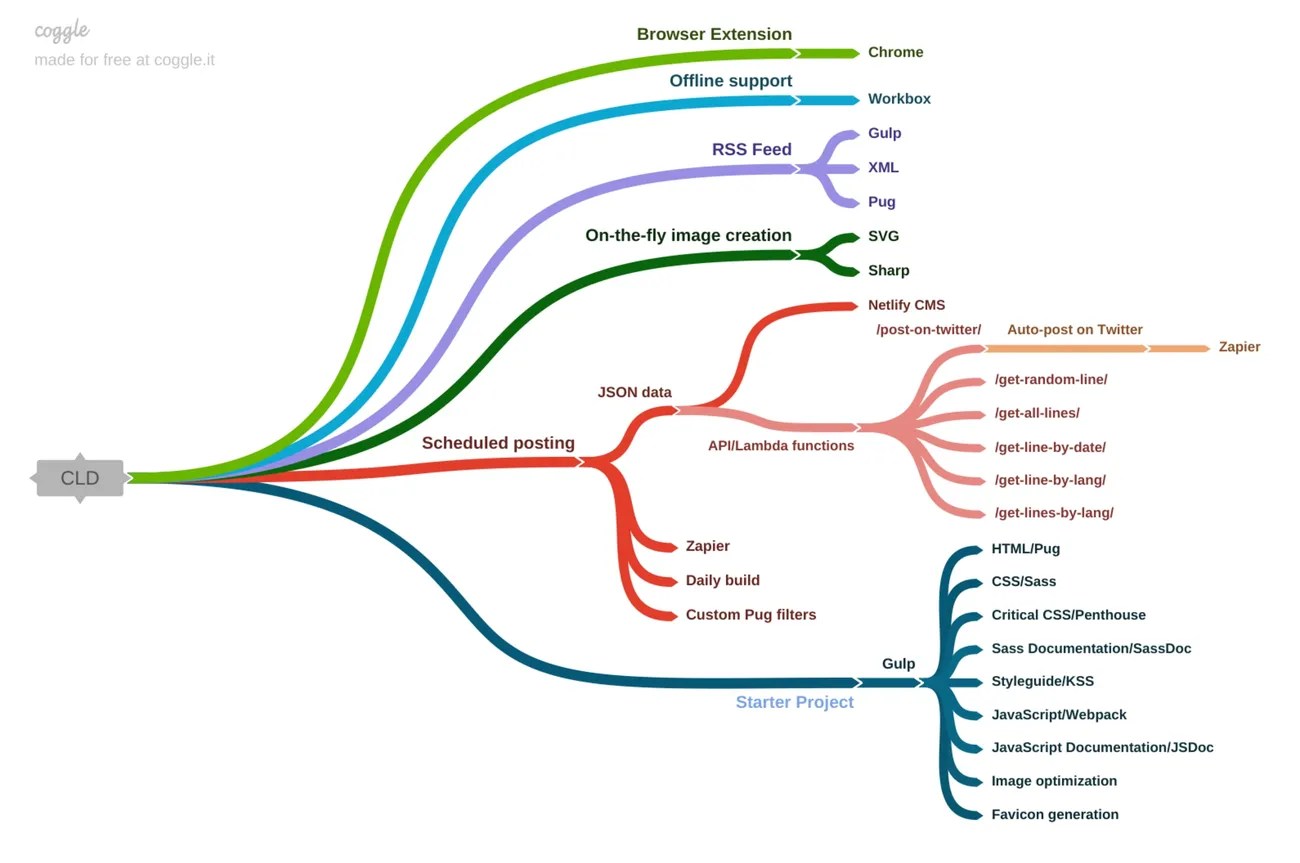 coggle
made for free at coggle.it
CLD
Browser Extension
Chrome
Offline support
Workbox
RSS Feed
Gulp
XML
Pug
On-the-fly image creation
SVG
Sharp
Scheduled posting
JSON data
Netlify CMS
API/Lambda functions
/post-on-twitter/
Auto-post on Twitter
Zapier
/get-random-line/
/get-all-lines/
/get-line-by-date/
/get-line-by-lang/
/get-lines-by-lang/
Zapier
Daily build
Custom Pug filters
Starter Project
Gulp
HTML/Pug
CSS/Sass
Critical CSS/Penthouse
Sass Documentation/SassDoc
Styleguide/KSS
JavaScript/Webpack
JavaScript Documentation/JSDoc
Image optimization
Favicon generation